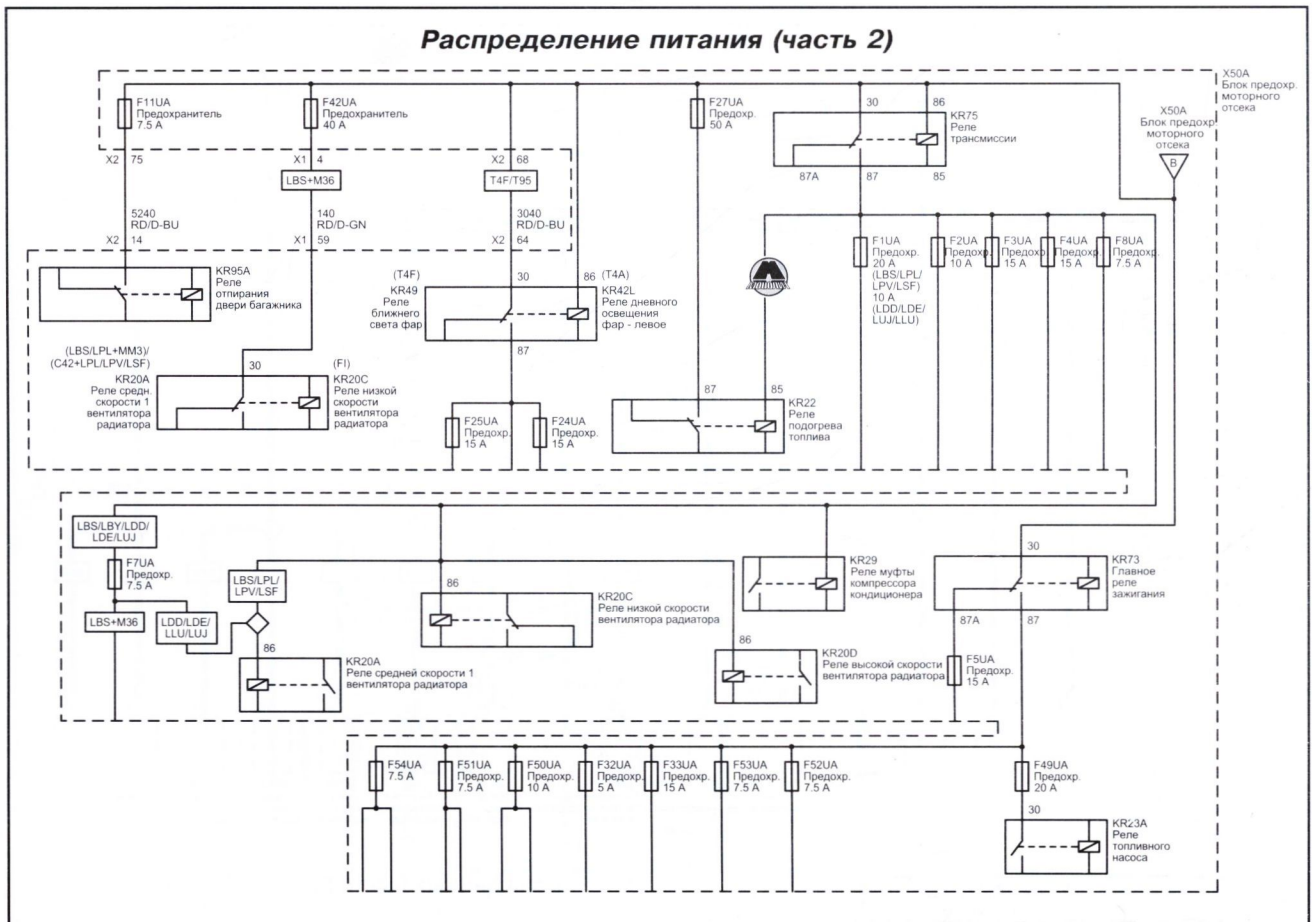 Распределение питания (часть 2)
X50A
Блок предохр.
моторного
отсека
X50A
Блок предохр
моторного
отсека
B
F11UA
Предохранитель
7.5 A
F42UA
Предохранитель
40 A
F27UA
Предохр.
50 A
30
86
KR75
Реле
трансмиссии
87A
87
85
X2 75
X1 4
X2 68
LBS+M36
T4F/T95
5240
RD/D-BU
140
RD/D-GN
3040
RD/D-BU
X2 14
X1 59
X2 64
KR95A
Реле
отпирания
двери багажника
(T4F)
KR49
Реле
ближнего
света фар
30
86
(T4A)
KR42L
Реле дневного
освещения
фар - левое
87
F1UA
Предохр.
20 A
(LBS/LPL/
LPV/LSF)
10 A
(LDD/LDE/
LUJ/LLU)
F2UA
Предохр.
10 A
F3UA
Предохр.
15 A
F4UA
Предохр.
15 A
F8UA
Предохр.
7.5 A
(LBS/LPL+MM3)/
(C42+LPL/LPV/LSF)
KR20A
Реле средн.
скорости 1
вентилятора
радиатора
30
(FI)
KR20C
Реле низкой
скорости
вентилятора
радиатора
F25UA
Предохр.
15 A
F24UA
Предохр.
15 A
87
85
KR22
Реле
подогрева
топлива
LBS/LBY/LDD/
LDE/LUJ
F7UA
Предохр.
7.5 A
LBS+M36
LDD/LDE/
LLU/LUJ
LBS/LPL/
LPV/LSF
86
KR20A
Реле средней скорости 1
вентилятора радиатора
86
KR20C
Реле низкой скорости
вентилятора радиатора
KR29
Реле муфты
компрессора
кондиционера
86
KR20D
Реле высокой скорости
вентилятора радиатора
30
KR73
Главное
реле
зажигания
87A
87
F5UA
Предохр.
15 A
F54UA
7.5 A
F51UA
Предохр.
7.5 A
F50UA
Предохр.
10 A
F32UA
Предохр.
5 A
F33UA
Предохр.
15 A
F53UA
Предохр.
7.5 A
F52UA
Предохр.
7.5 A
F49UA
Предохр.
20 A
30
KR23A
Реле
топливного
насоса